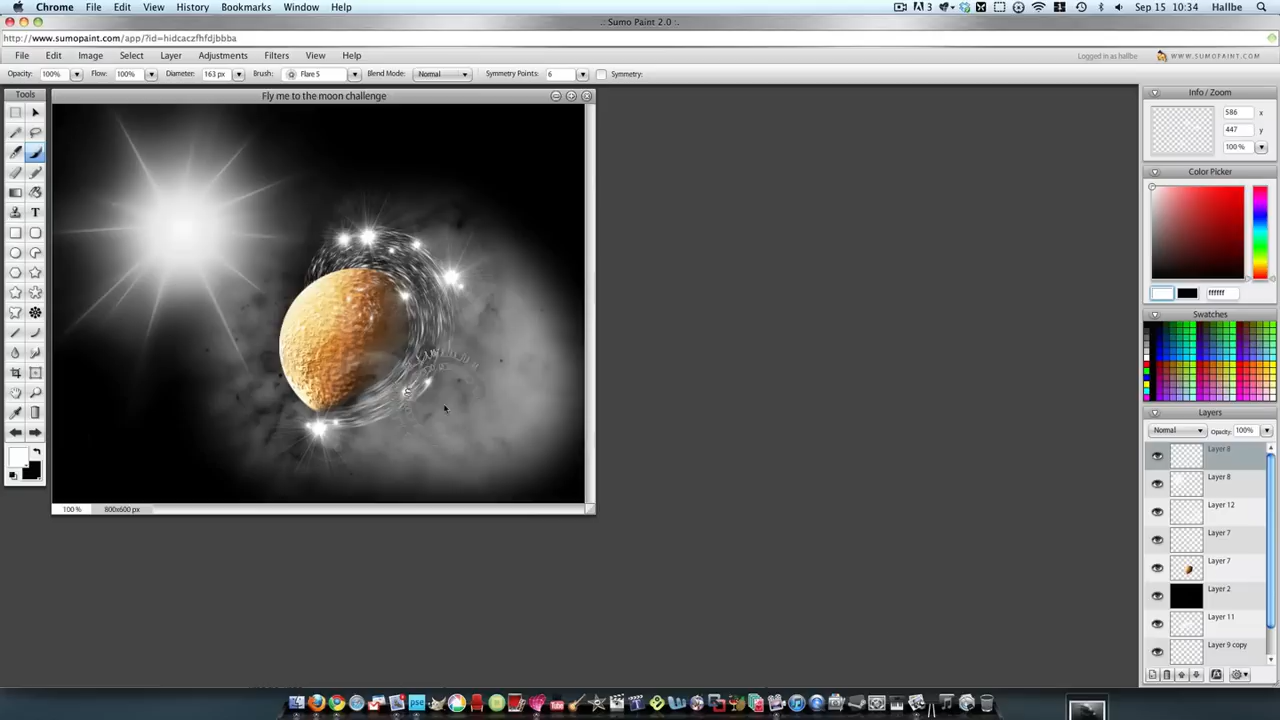 Chrome File Edit View History Bookmarks Window Help 3 Sep 15 10:34 Hallbe
.: Sumo Paint 2.0 :.
http://www.sumopaint.com/app/?id=hidcaczfhfdjbbba
File Edit Image Select Layer Adjustments Filters View Help Logged in as hallbe WWW.SUMOPAINT.COM
Opacity: 100% Flow: 100% Diameter: 163 px Brush: Flare 5 Blend Mode: Normal Symmetry Points: 6 Symmetry:
Tools
Fly me to the moon challenge
Info / Zoom
586 x
447 y
100 %
Color Picker
ffffff
Swatches
Layers
Normal Opacity: 100%
Layer 8
Layer 8
Layer 12
Layer 7
Layer 7
Layer 2
Layer 11
Layer 9 copy
100 % 800x600 px
T
pse